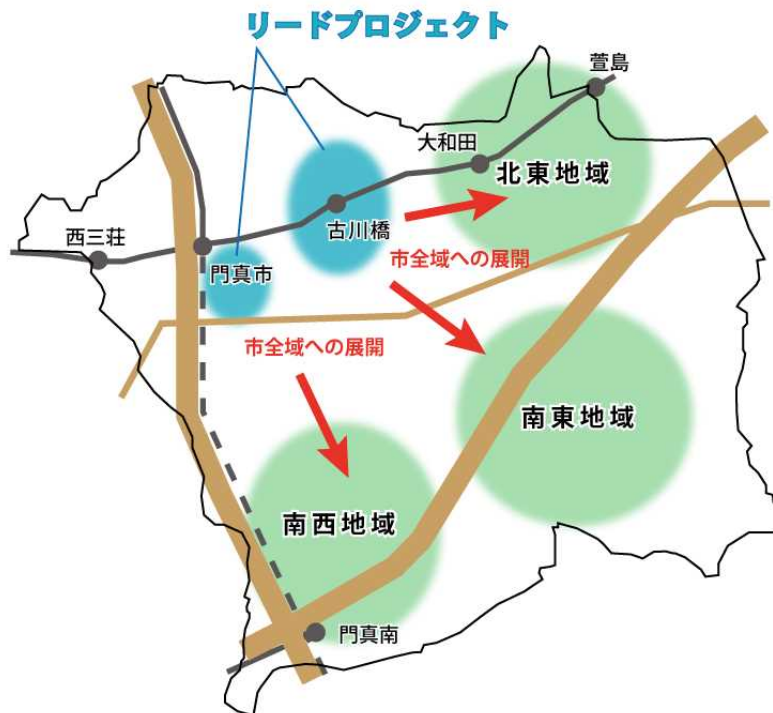 リードプロジェクト
萱島
大和田
北東地域
古川橋
西三荘
門真市
市全域への展開
市全域への展開
南東地域
南西地域
門真南